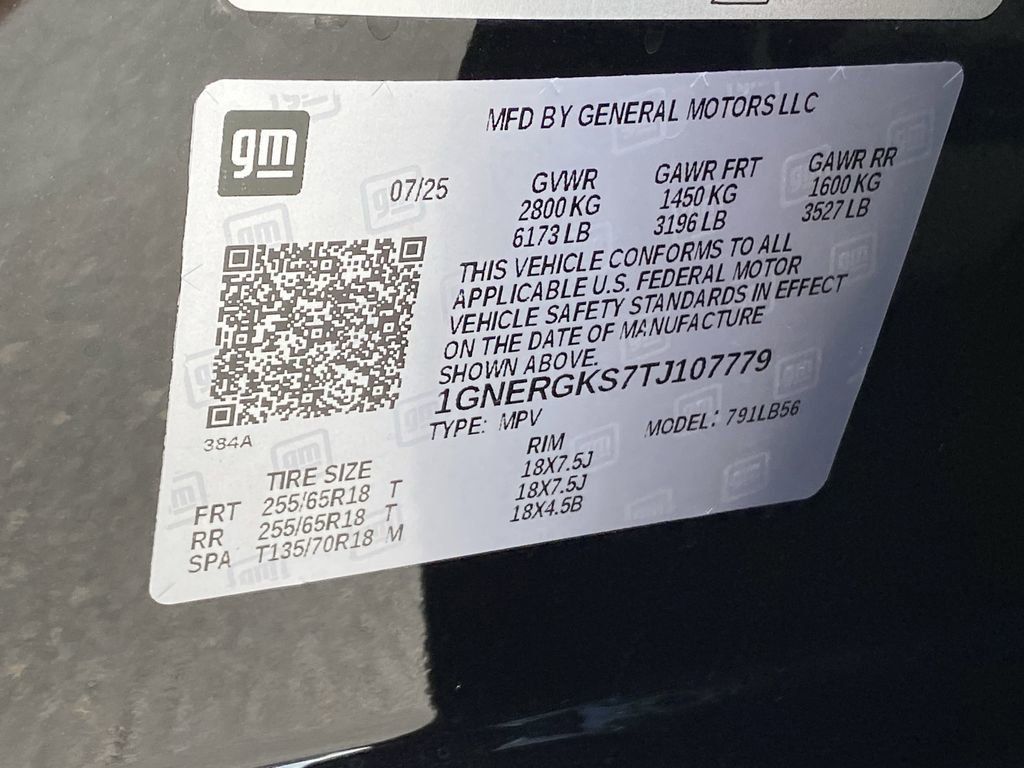 gm
MFD BY GENERAL MOTORS LLC
07/25
GVWR GAWR FRT GAWR RR
2800 KG 1450 KG 1600 KG
6173 LB 3196 LB 3527 LB
THIS VEHICLE CONFORMS TO ALL
APPLICABLE U.S. FEDERAL MOTOR
VEHICLE SAFETY STANDARDS IN EFFECT
ON THE DATE OF MANUFACTURE
SHOWN ABOVE.
1GNERGKS7TJ107779
TYPE: MPV MODEL: 791LB56
384A
TIRE SIZE RIM
FRT 255/65R18 T 18X7.5J
RR 255/65R18 T 18X7.5J
SPA T135/70R18 M 18X4.5B